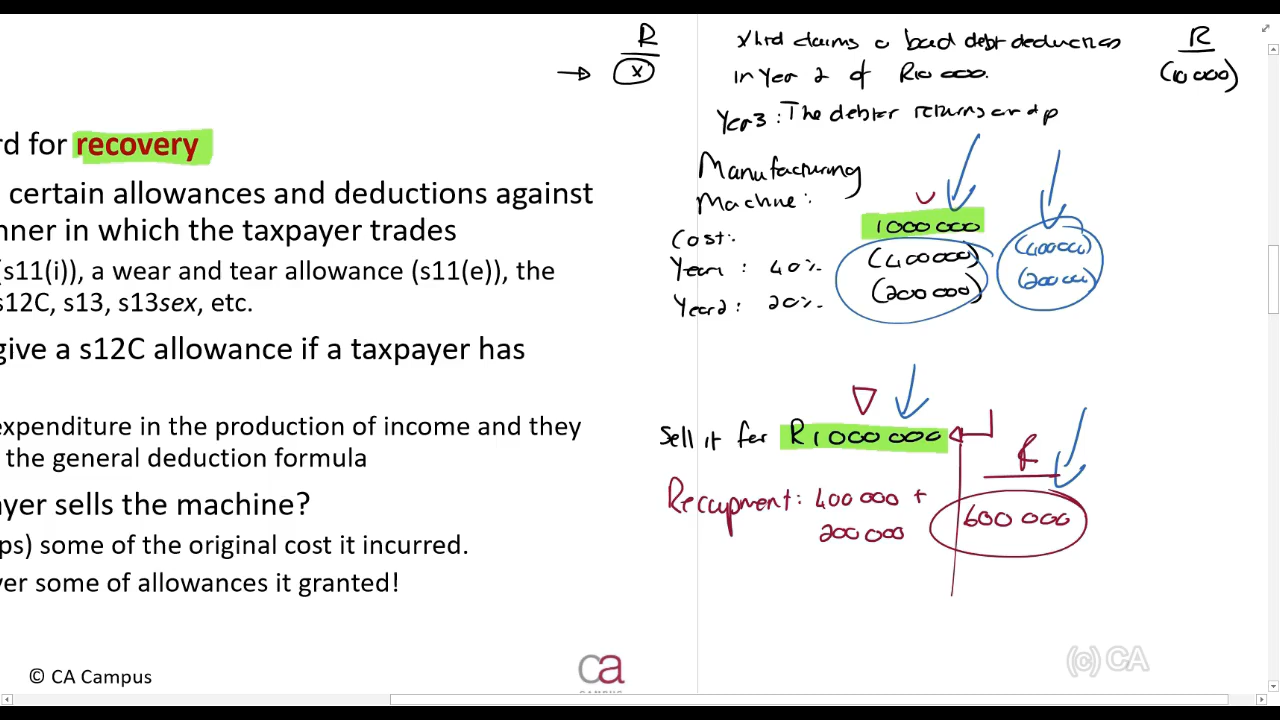 R
(x)
rd for recovery
certain allowances and deductions against
nner in which the taxpayer trades
(s11(i)), a wear and tear allowance (s11(e)), the
s12C, s13, s13sex, etc.
give a s12C allowance if a taxpayer has
expenditure in the production of income and they
the general deduction formula
ayer sells the machine?
ps) some of the original cost it incurred.
ver some of allowances it granted!
© CA Campus
ca
CAMPUS
X ltd claims a bad debt deduction R
in Year 2 of R10 000. (10 000)
Year 3: The debtor returns and p
Manufacturing
Machine:
Cost: 1 000 000
Year 1: 40% (400 000) (400 000)
Year 2: 20% (200 000) (200 000)
Sell it for R1 000 000
R
Recoupment: 400 000 + 600 000
200 000
(c) CA